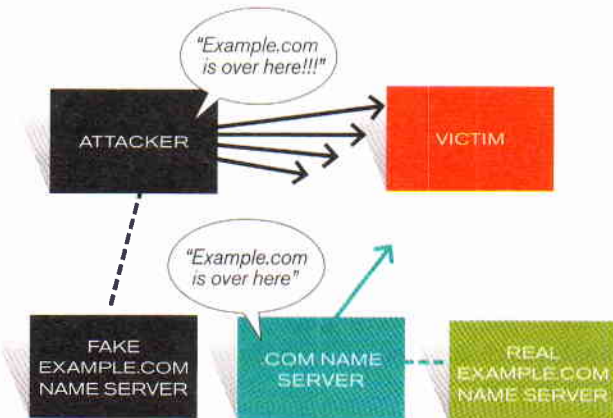 "Example.com
is over here!!!"
ATTACKER
VICTIM
"Example.com
is over here"
FAKE
EXAMPLE.COM
NAME SERVER
COM NAME
SERVER
REAL
EXAMPLE.COM
NAME SERVER